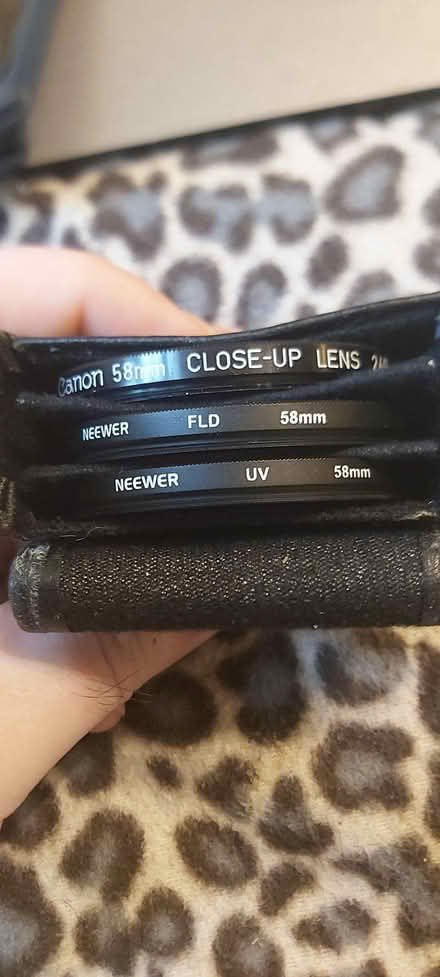 Canon 58mm CLOSE-UP LENS
NEEWER FLD 58mm
NEEWER UV 58mm